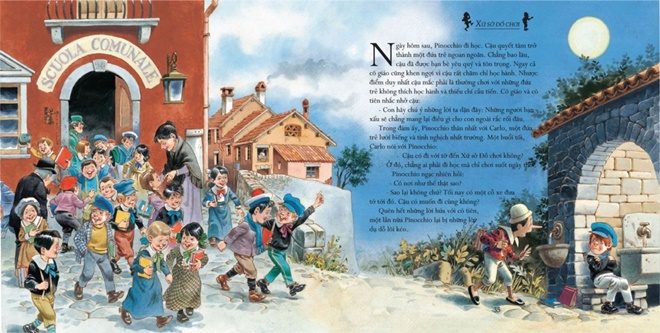 SCUOLA COMUNALE
Xứ sở đồ chơi
Ngày hôm sau, Pinocchio đi học. Cậu quyết tâm trở
thành một đứa trẻ ngoan ngoãn. Chẳng bao lâu,
cậu đã được bạn bè yêu quý và tôn trọng. Ngay cả
cô giáo cũng khen ngợi vì cậu rất chăm chỉ học hành. Nhược
điểm duy nhất cậu mắc phải là thường chơi với những đứa
trẻ không thích học hành và thiếu chí cầu tiến. Cô giáo và cô
tiên nhắc nhở cậu:
- Con hãy chú ý những lời ta dặn đây. Những người bạn
xấu sẽ chẳng mang lại điều gì cho con ngoài rắc rối đâu.
Trong đám ấy, Pinocchio thân nhất với Carlo, một đứa
trẻ lười biếng và tinh nghịch nhất trường. Một buổi tối,
Carlo nói với Pinocchio:
- Cậu có đi với tớ đến Xứ sở Đồ chơi không?
Ở đó, chẳng ai phải đi học mà chỉ chơi suốt ngày
Pinocchio ngạc nhiên hỏi:
- Có nơi như thế thật sao?
- Sao lại không chứ? Tối nay có một cỗ xe đưa
tớ tới đó. Cậu có muốn đi cùng không?
Quên hết những lời hứa với cô tiên,
một lần nữa Pinocchio lại bị những lời
dụ dỗ lôi kéo.